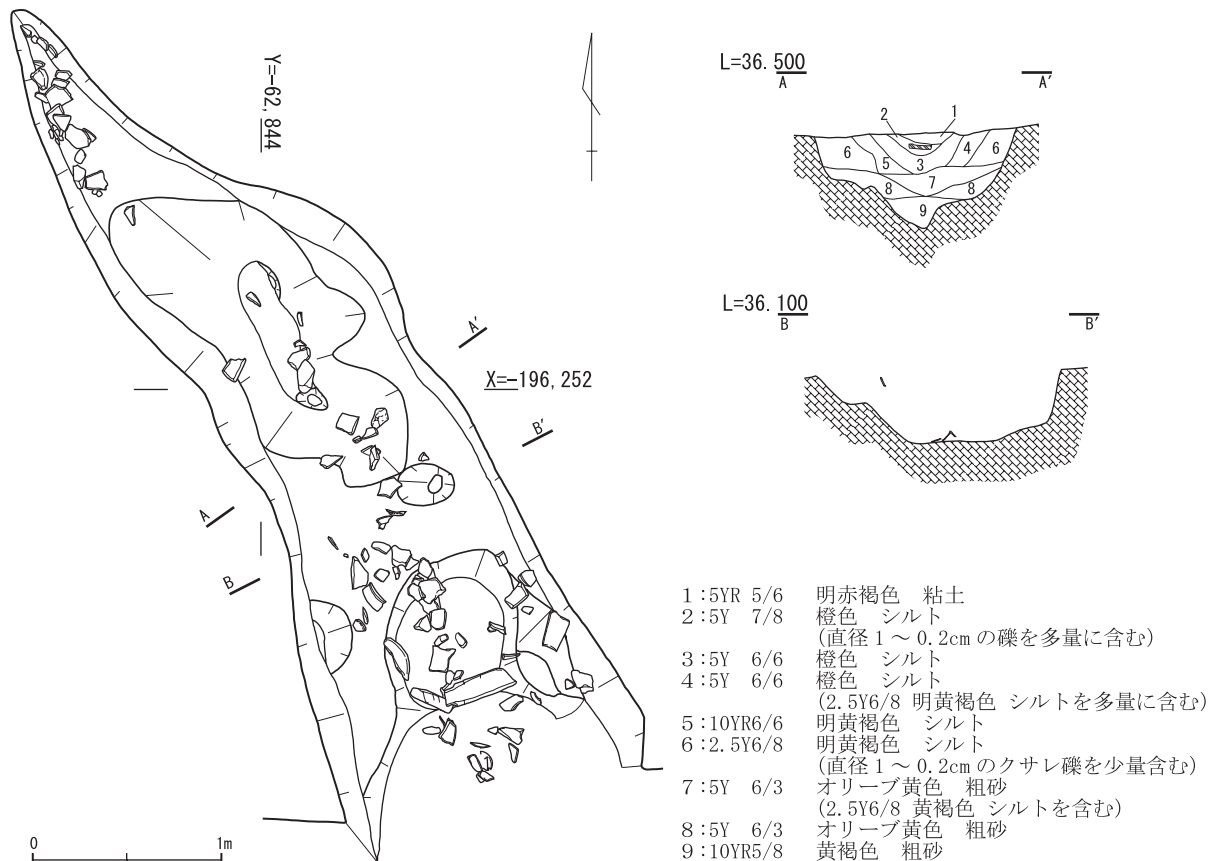 Y=-62,844
X=-196,252
A'
B'
A
B
0 1m
L=36.500
A A'
2 1
6 5 3 4 6
7
8 8
9
L=36.100
B B'
1:5YR 5/6 明赤褐色 粘土
2:5Y 7/8 橙色 シルト
(直径1～0.2cmの礫を多量に含む)
3:5Y 6/6 橙色 シルト
4:5Y 6/6 橙色 シルト
(2.5Y6/8 明黄褐色 シルトを多量に含む)
5:10YR6/6 明黄褐色 シルト
6:2.5Y6/8 明黄褐色 シルト
(直径1～0.2cmのクサレ礫を少量含む)
7:5Y 6/3 オリーブ黄色 粗砂
(2.5Y6/8 黄褐色 シルトを含む)
8:5Y 6/3 オリーブ黄色 粗砂
9:10YR5/8 黄褐色 粗砂